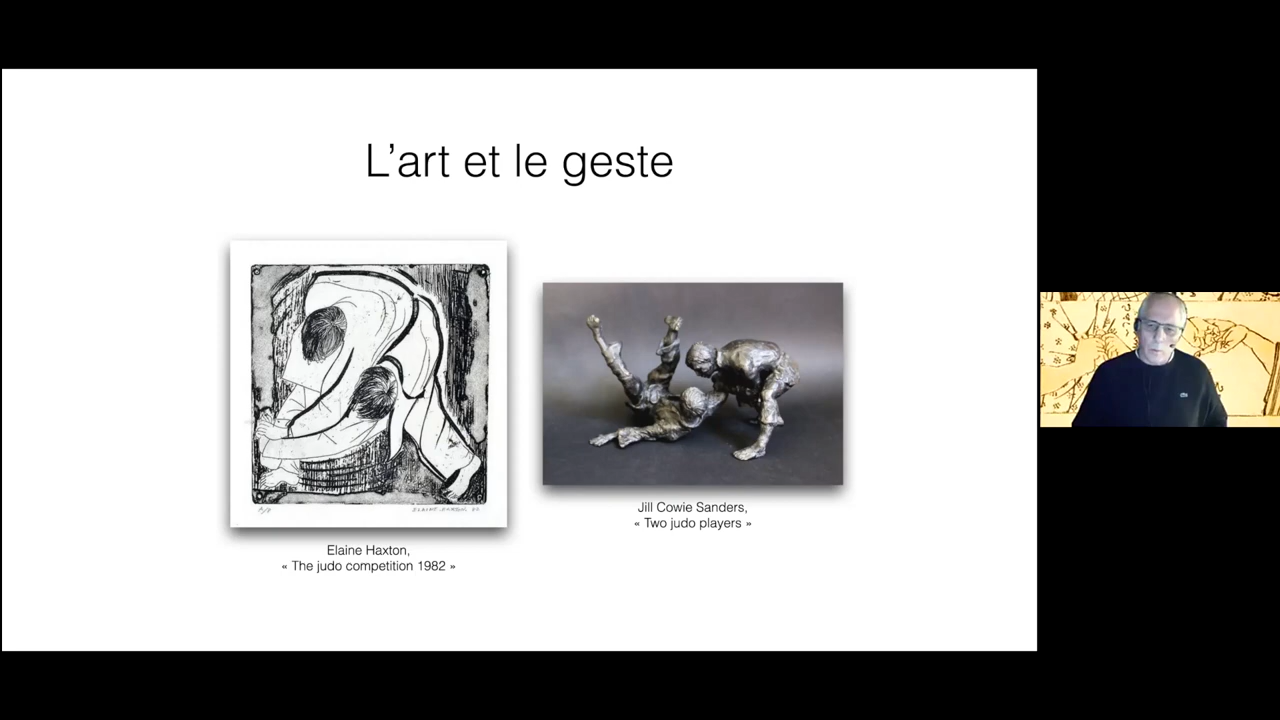 L'art et le geste
Elaine Haxton,
« The judo competition 1982 »
Jill Cowie Sanders,
« Two judo players »